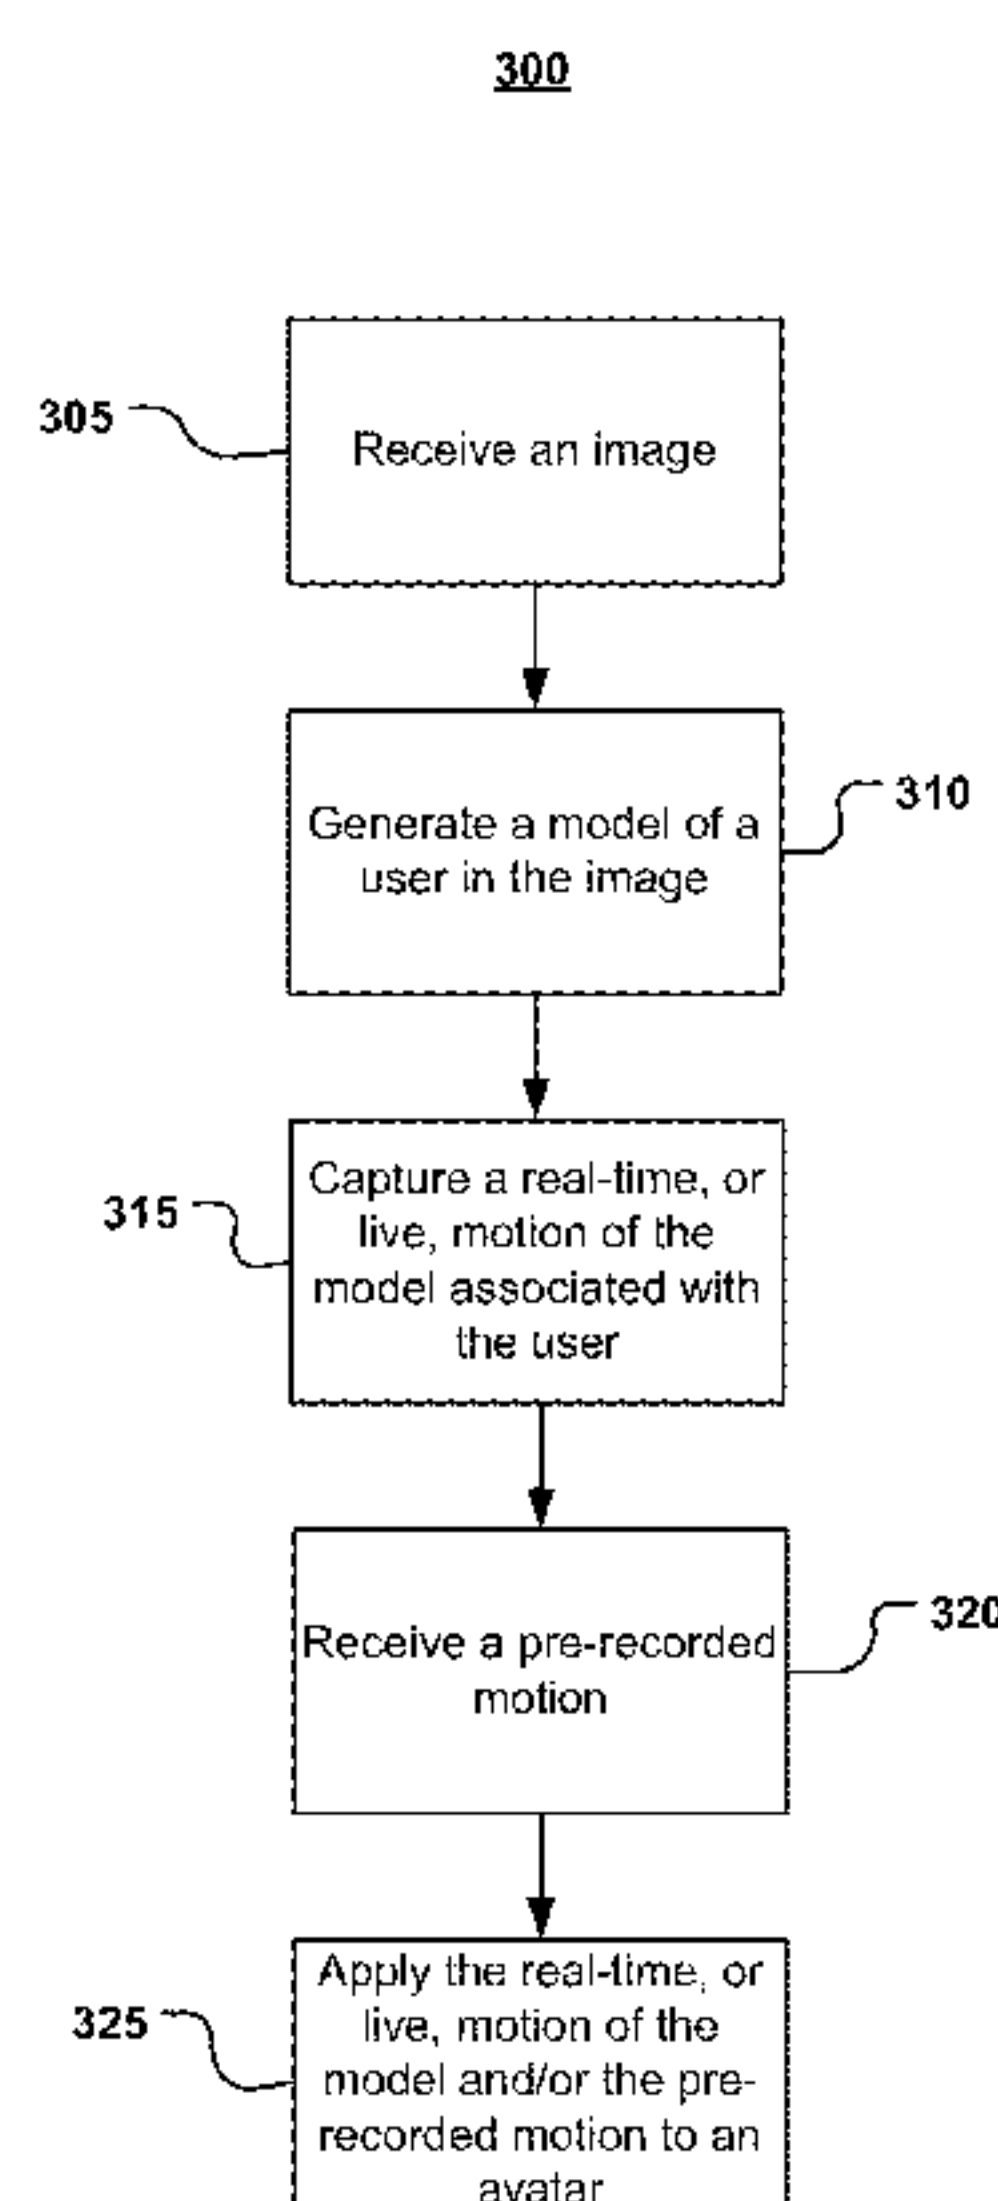 300
305
Receive an image
310
Generate a model of a
user in the image
315
Capture a real-time, or
live, motion of the
model associated with
the user
320
Receive a pre-recorded
motion
325
Apply the real-time, or
live, motion of the
model and/or the pre-
recorded motion to an
avatar